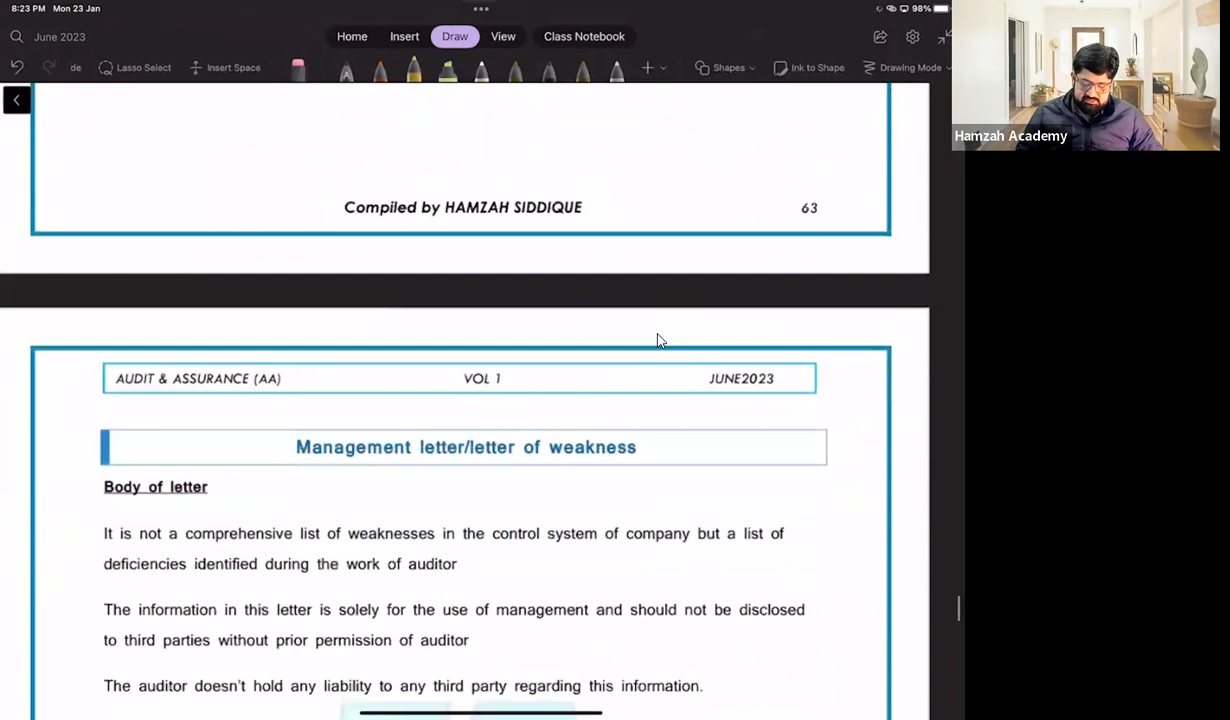 8:23 PM Mon 23 Jan
98%
June 2023
Home Insert Draw View Class Notebook
de Lasso Select Insert Space Shapes Ink to Shape Drawing Mode
Hamzah Academy
Compiled by HAMZAH SIDDIQUE 63
AUDIT & ASSURANCE (AA) VOL 1 JUNE2023
Management letter/letter of weakness
Body of letter
It is not a comprehensive list of weaknesses in the control system of company but a list of
deficiencies identified during the work of auditor
The information in this letter is solely for the use of management and should not be disclosed
to third parties without prior permission of auditor
The auditor doesn't hold any liability to any third party regarding this information.